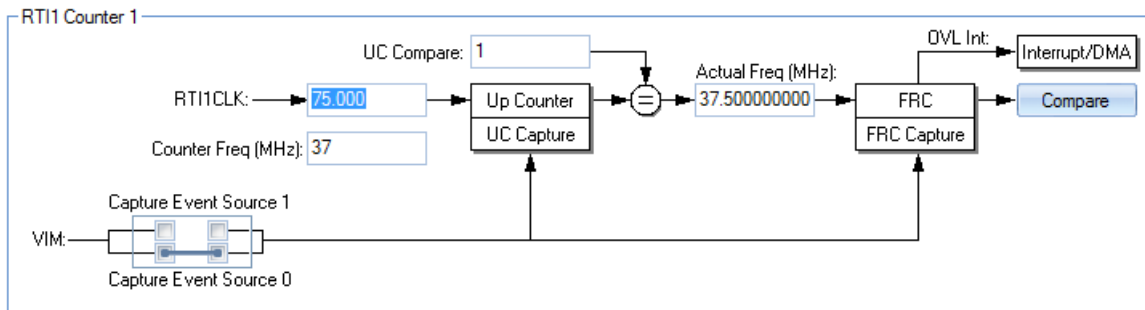 RTI1 Counter 1
OVL Int:
UC Compare: 1
Interrupt/DMA
Actual Freq (MHz):
RTI1CLK: 75.000
Up Counter
=
37.500000000
FRC
Compare
UC Capture
FRC Capture
Counter Freq (MHz): 37
Capture Event Source 1
VIM:
Capture Event Source 0